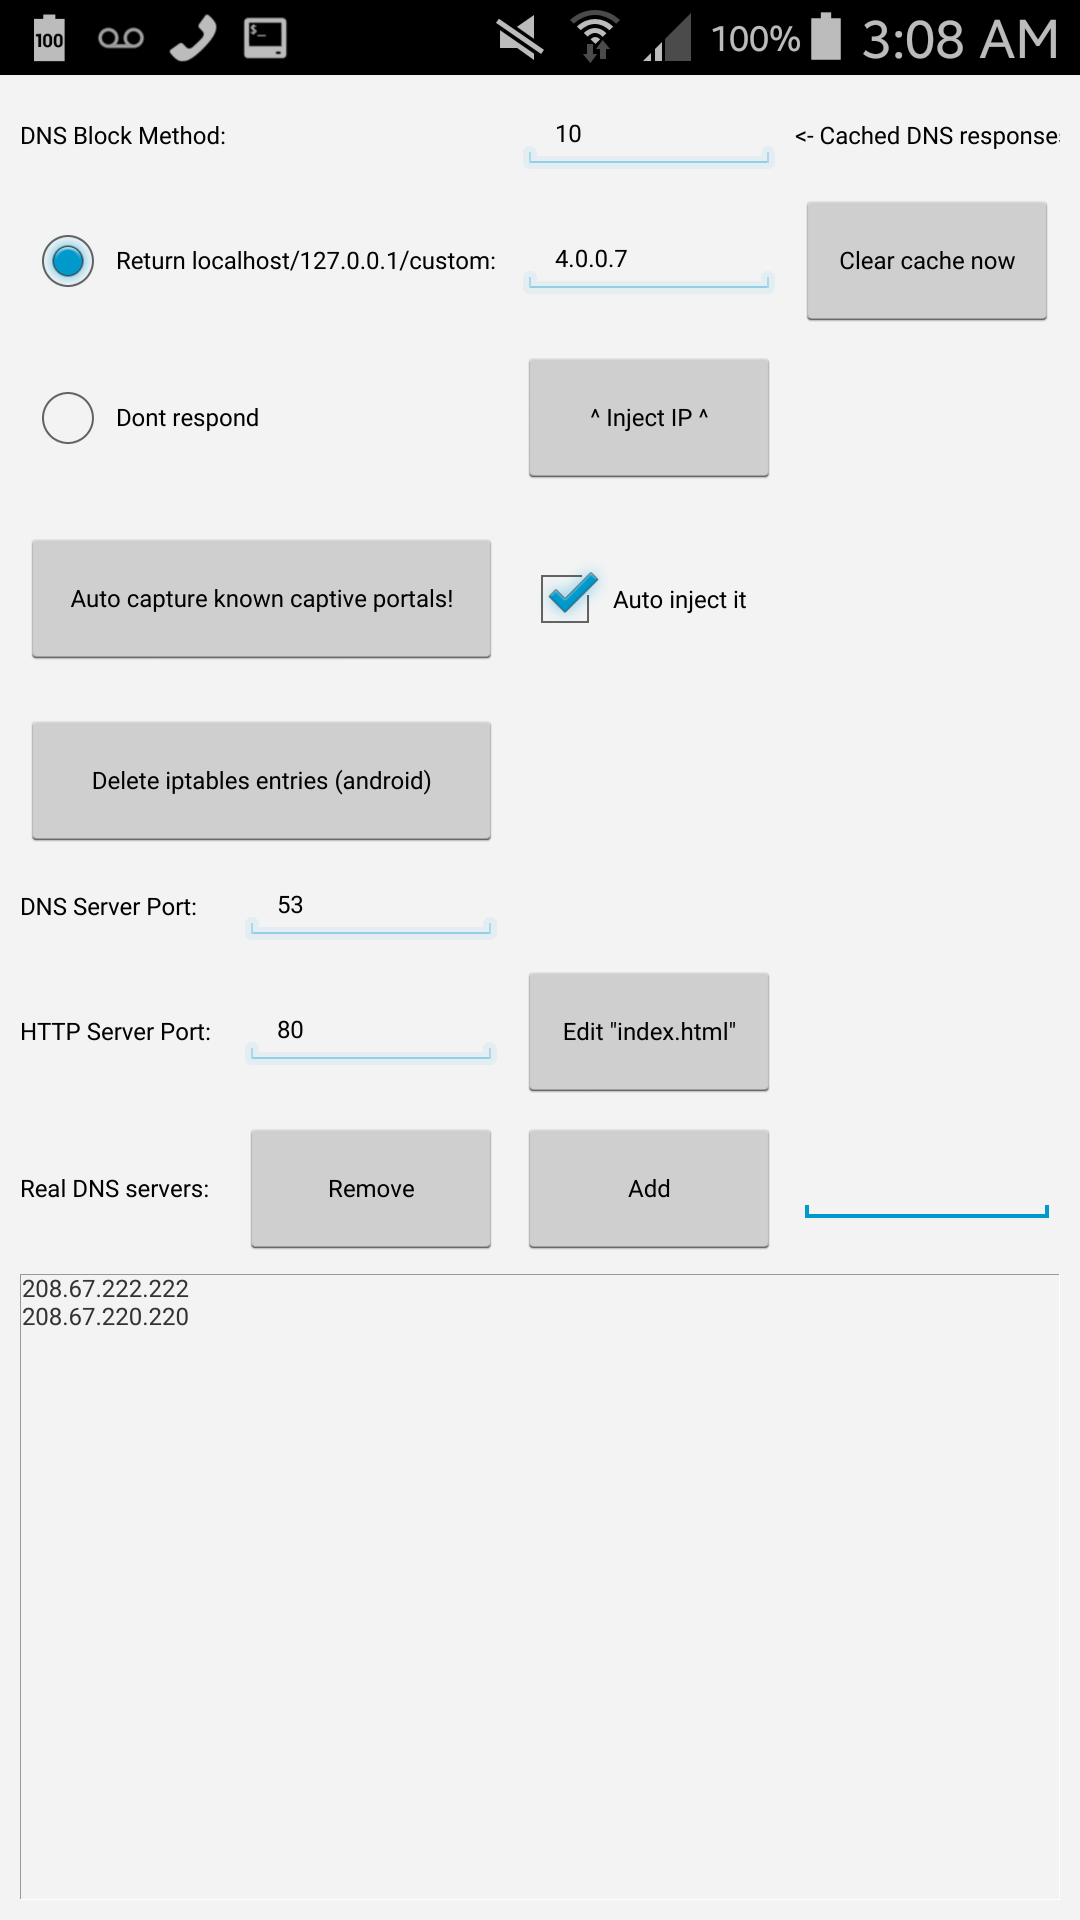 100
$_
100%
3:08 AM
DNS Block Method:
10
<- Cached DNS response
Return localhost/127.0.0.1/custom:
4.0.0.7
Clear cache now
Dont respond
^ Inject IP ^
Auto capture known captive portals!
Auto inject it
Delete iptables entries (android)
DNS Server Port:
53
HTTP Server Port:
80
Edit "index.html"
Real DNS servers:
Remove
Add
208.67.222.222
208.67.220.220